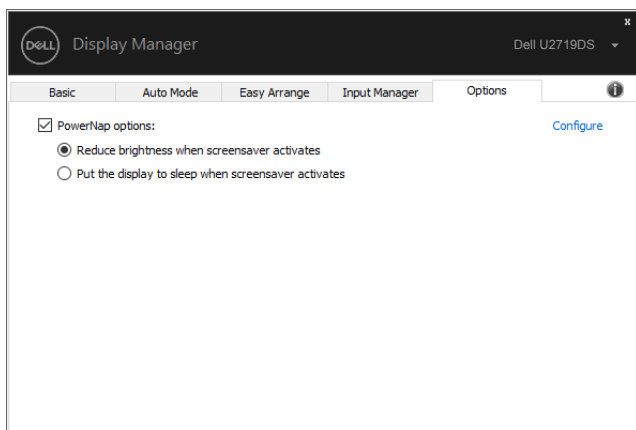 x
DELL Display Manager Dell U2719DS
Basic Auto Mode Easy Arrange Input Manager Options i
PowerNap options: Configure
Reduce brightness when screensaver activates
Put the display to sleep when screensaver activates